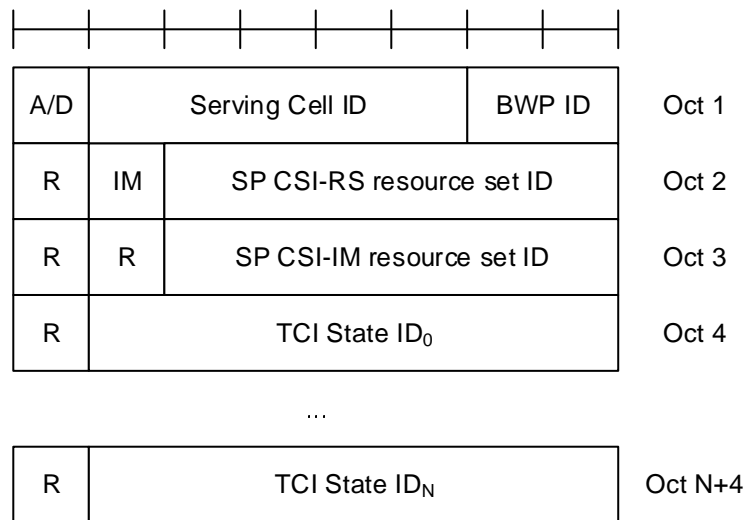 A/D Serving Cell ID BWP ID Oct 1
R IM SP CSI-RS resource set ID Oct 2
R R SP CSI-IM resource set ID Oct 3
R TCI State ID₀ Oct 4
...
R TCI State ID_N Oct N+4